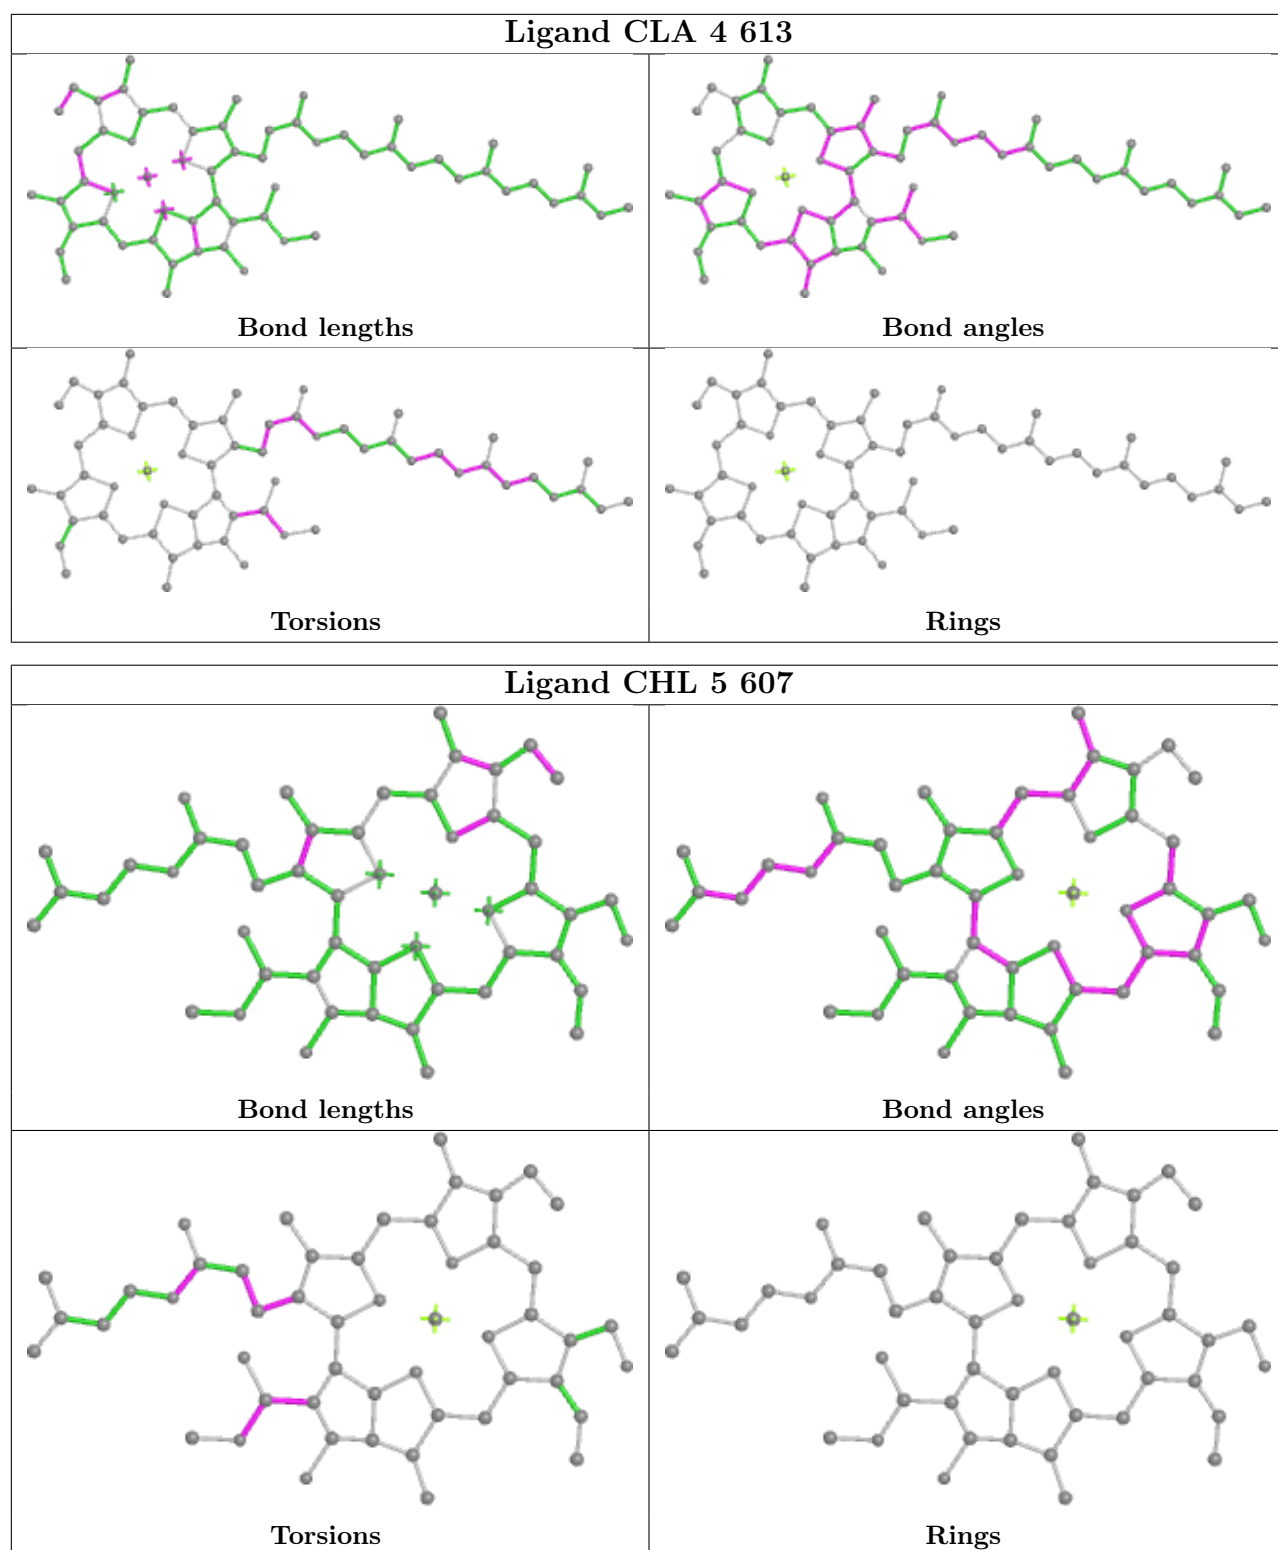 Ligand CLA 4 613
Bond lengths
Bond angles
Torsions
Rings
Ligand CHL 5 607
Bond lengths
Bond angles
Torsions
Rings